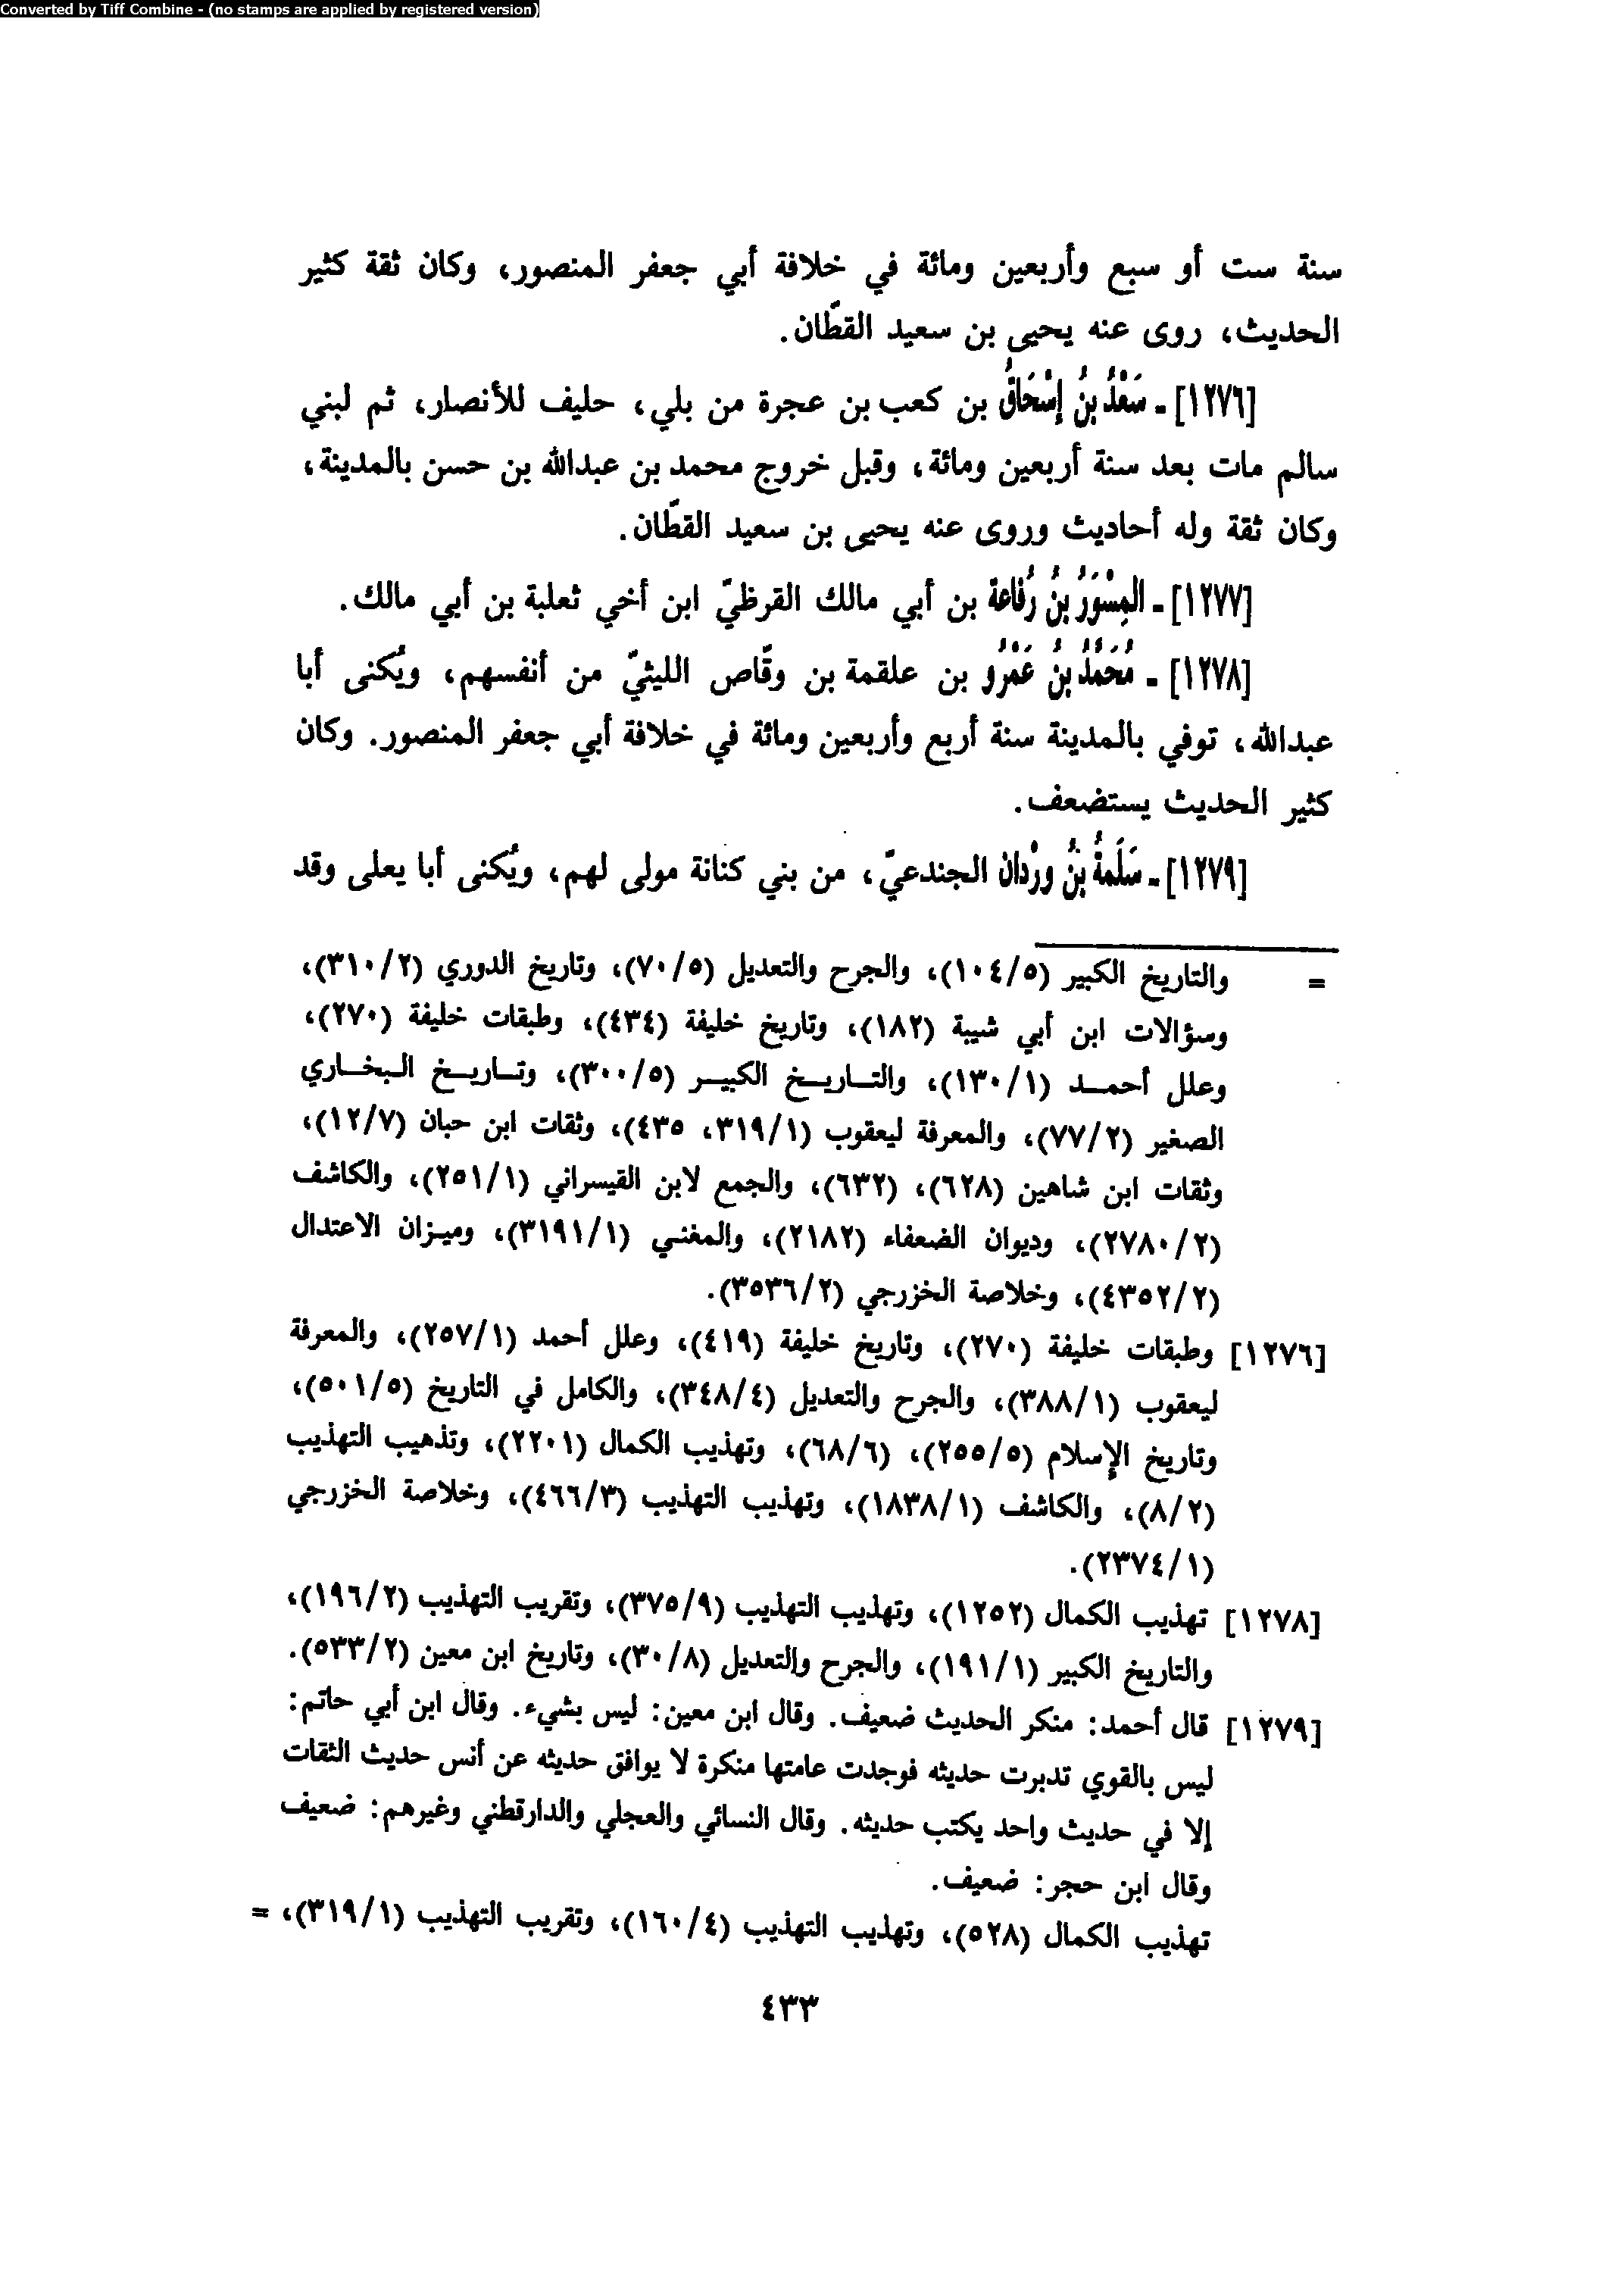 Converted by Tiff Combine - (no stamps are applied by registered version)
سنة ست أو سبع وأربعين ومائة في خلافة أبي جعفر المنصور، وكان ثقة كثير
الحديث، روى عنه يحيى بن سعيد القطّان.
[١٢٧٦] - سَعْدُ بنُ إسْحَاقُ بن كعب بن عجرة من بلي، حليف للأنصار، ثم لبني
سالم مات بعد سنة أربعين ومائة، وقبل خروج محمد بن عبدالله بن حسن بالمدينة،
وكان ثقة وله أحاديث وروى عنه يحيى بن سعيد القطّان.
[١٢٧٧] - المِسْوَرُ بنُ رُفَاعة بن أبي مالك القرظيّ ابن أخي ثعلبة بن أبي مالك.
[١٢٧٨] - مُحَمَّدُ بنُ عَمْرُو بن علقمة بن وقّاص الليثيّ من أنفسهم، ويُكنى أبا
عبدالله، توفي بالمدينة سنة أربع وأربعين ومائة في خلافة أبي جعفر المنصور. وكان
كثير الحديث يستضعف.
[١٢٧٩] - سَلَمةُ بنُ ورْدان الجندعيّ، من بني كنانة مولى لهم، ويُكنى أبا يعلى وقد
= والتاريخ الكبير (١٠٤/٥)، والجرح والتعديل (٧٠/٥)، وتاريخ الدوري (٣١٠/٢)،
وسؤالات ابن أبي شيبة (١٨٢)، وتاريخ خليفة (٤٣٤)، وطبقات خليفة (٢٧٠)،
وعلل أحمد (١٣٠/١)، والتاريخ الكبير (٣٠٠/٥)، وتاريخ البخاري
الصغير (٧٧/٢)، والمعرفة ليعقوب (٣١٩/١، ٤٣٥)، وثقات ابن حبان (١٢/٧)،
وثقات ابن شاهين (٦٢٨)، (٦٣٢)، والجمع لابن القيسراني (٢٥١/١)، والكاشف
(٢٧٨٠/٢)، وديوان الضعفاء (٢١٨٢)، والمغني (٣١٩١/١)، وميزان الاعتدال
(٤٣٥٢/٢)، وخلاصة الخزرجي (٣٥٣٦/٢).
[١٢٧٦] وطبقات خليفة (٢٧٠)، وتاريخ خليفة (٤١٩)، وعلل أحمد (٢٥٧/١)، والمعرفة
ليعقوب (٣٨٨/١)، والجرح والتعديل (٣٤٨/٤)، والكامل في التاريخ (٥٠١/٥)،
وتاريخ الإسلام (٢٥٥/٥)، (٦٨/٦)، وتهذيب الكمال (٢٢٠١)، وتذهيب التهذيب
(٨/٢)، والكاشف (١٨٣٨/١)، وتهذيب التهذيب (٤٦٦/٣)، وخلاصة الخزرجي
(٢٣٧٤/١).
[١٢٧٨] تهذيب الكمال (١٢٥٢)، وتهذيب التهذيب (٣٧٥/٩)، وتقريب التهذيب (١٩٦/٢)،
والتاريخ الكبير (١٩١/١)، والجرح والتعديل (٣٠/٨)، وتاريخ ابن معين (٥٣٣/٢).
[١٢٧٩] قال أحمد: منكر الحديث ضعيف. وقال ابن معين: ليس بشيء. وقال ابن أبي حاتم:
ليس بالقوي تدبرت حديثه فوجدت عامتها منكرة لا يوافق حديثه عن أنس حديث الثقات
إلا في حديث واحد يكتب حديثه. وقال النسائي والعجلي والدارقطني وغيرهم: ضعيف
وقال ابن حجر: ضعيف.
تهذيب الكمال (٥٢٨)، وتهذيب التهذيب (١٦٠/٤)، وتقريب التهذيب (٣١٩/١)، =
٤٣٣